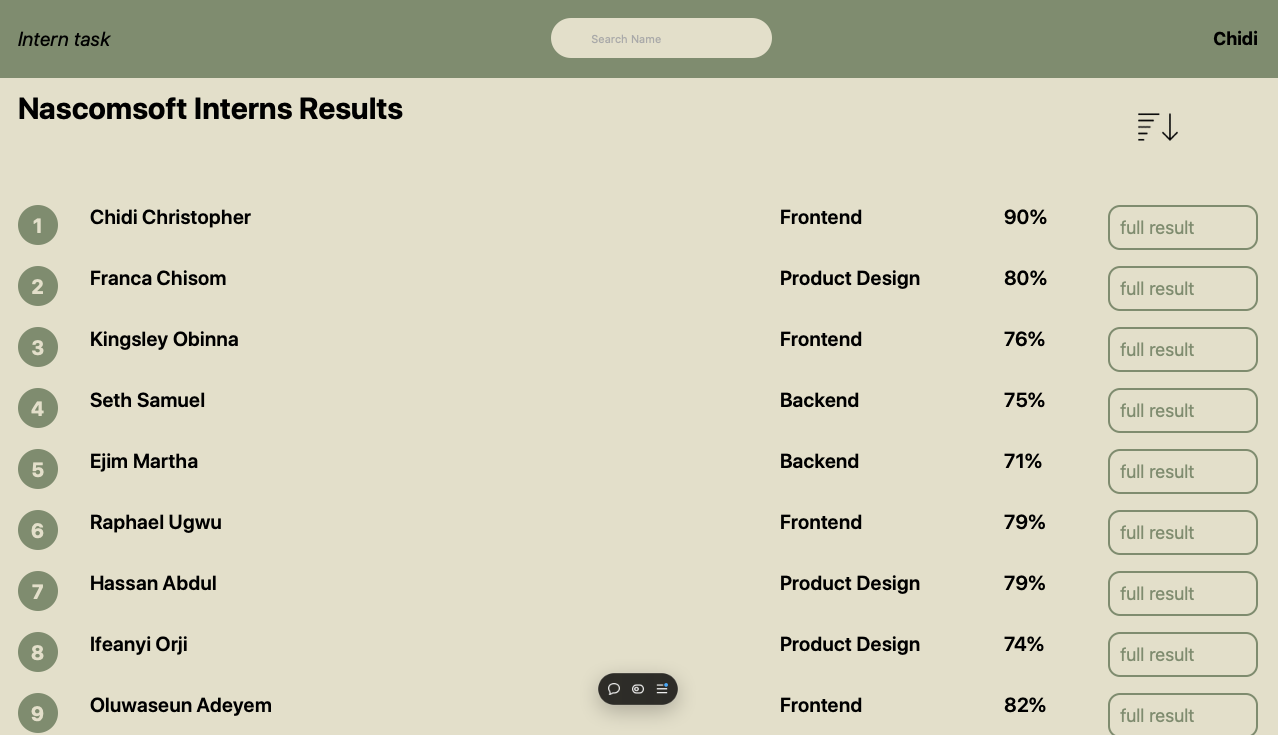 Intern task
Search Name
Chidi
Nascomsoft Interns Results
1 Chidi Christopher Frontend 90% full result
2 Franca Chisom Product Design 80% full result
3 Kingsley Obinna Frontend 76% full result
4 Seth Samuel Backend 75% full result
5 Ejim Martha Backend 71% full result
6 Raphael Ugwu Frontend 79% full result
7 Hassan Abdul Product Design 79% full result
8 Ifeanyi Orji Product Design 74% full result
9 Oluwaseun Adeyem Frontend 82% full result